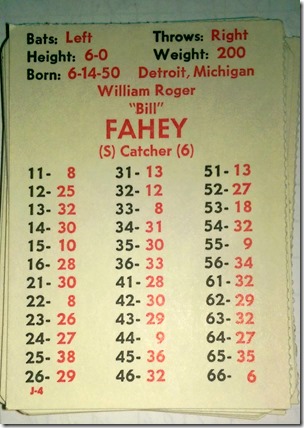 Bats: Left Throws: Right
Height: 6-0 Weight: 200
Born: 6-14-50 Detroit, Michigan
William Roger
"Bill"
FAHEY
(S) Catcher (6)
11- 8 31- 13 51- 13
12- 25 32- 12 52- 27
13- 32 33- 8 53- 18
14- 30 34- 31 54- 32
15- 10 35- 30 55- 9
16- 28 36- 33 56- 34
21- 30 41- 28 61- 32
22- 8 42- 30 62- 29
23- 26 43- 29 63- 32
24- 27 44- 9 64- 27
25- 38 45- 36 65- 35
26- 29 46- 32 66- 6
J-4